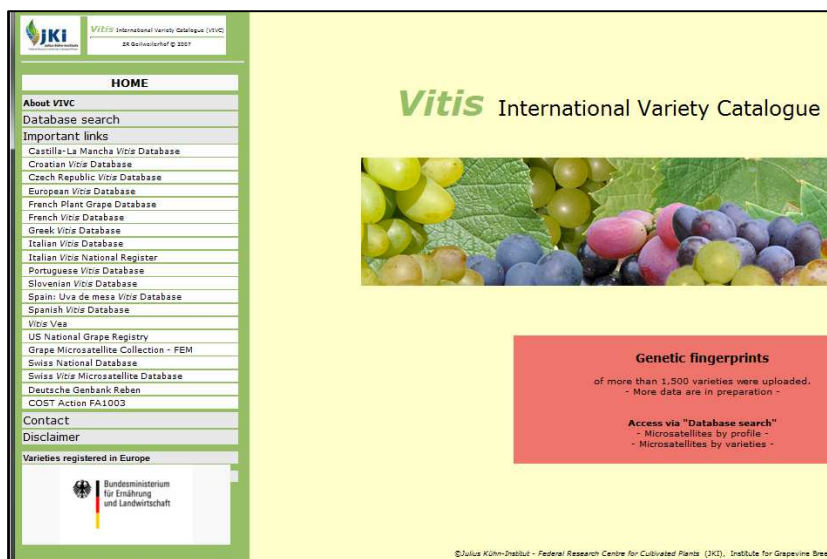 JKI
Julius Kühn-Institut
Vitis International Variety Catalogue (VIVC)
ZR Geilweilerhof © 2007
HOME
About VIVC
Database search
Important links
Castilla-La Mancha Vitis Database
Croatian Vitis Database
Czech Republic Vitis Database
European Vitis Database
French Plant Grape Database
French Vitis Database
Greek Vitis Database
Italian Vitis Database
Italian Vitis National Register
Portuguese Vitis Database
Slovenian Vitis Database
Spain: Uva de mesa Vitis Database
Spanish Vitis Database
Vitis Vea
US National Grape Registry
Grape Microsatellite Collection - FEM
Swiss National Database
Swiss Vitis Microsatellite Database
Deutsche Genbank Reben
COST Action FA1003
Contact
Disclaimer
Varieties registered in Europe
Bundesministerium
für Ernährung
und Landwirtschaft
Vitis International Variety Catalogue
Genetic fingerprints
of more than 1,500 varieties were uploaded.
- More data are in preparation -
Access via "Database search"
- Microsatellites by profile -
- Microsatellites by varieties -
©Julius Kühn-Institut - Federal Research Centre for Cultivated Plants (JKI), Institute for Grapevine Bree